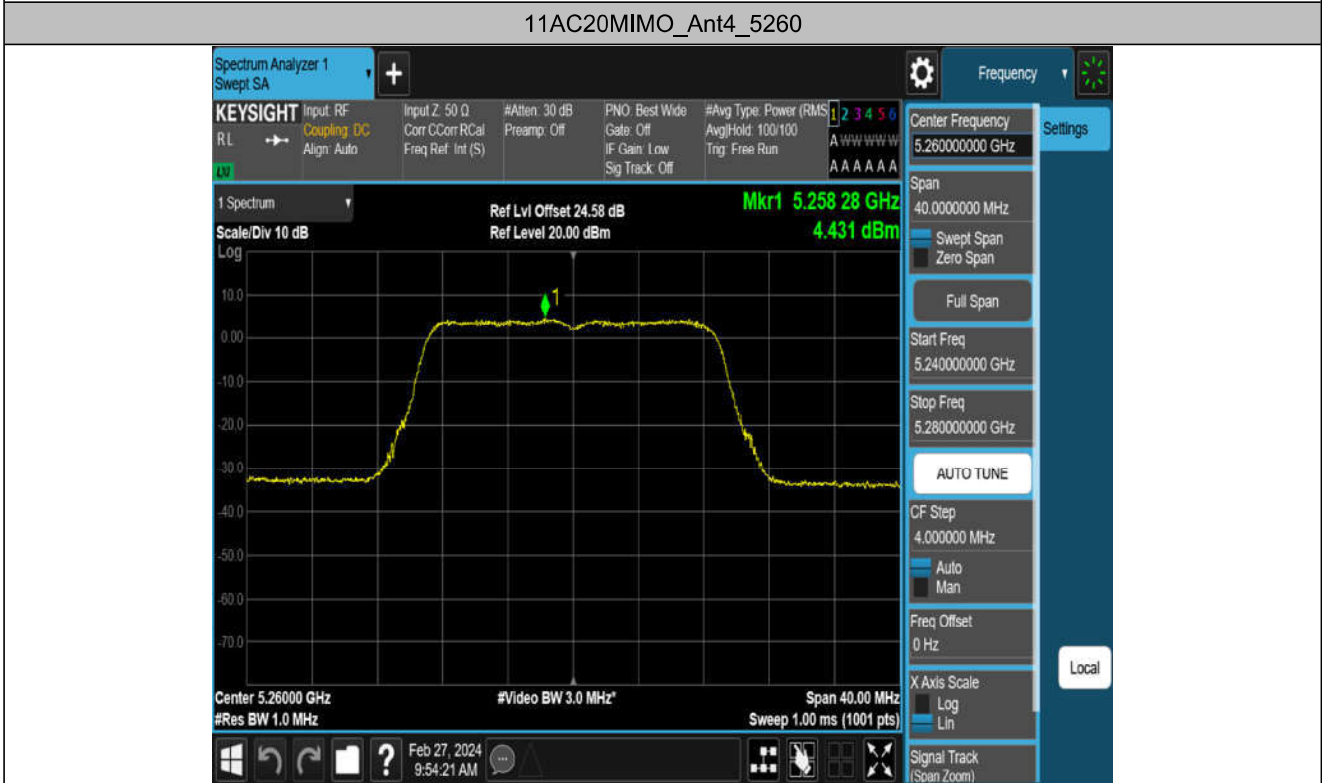 11AC20MIMO_Ant4_5260
Spectrum Analyzer 1
Swept SA
+
Frequency
KEYSIGHT
RL
Input: RF
Coupling: DC
Align: Auto
Input Z: 50 Ω
Corr CCorr RCal
Freq Ref: Int (S)
#Atten: 30 dB
Preamp: Off
PNO: Best Wide
Gate: Off
IF Gain: Low
Sig Track: Off
#Avg Type: Power (RMS
Avg|Hold: 100/100
Trig: Free Run
1 2 3 4 5 6
A W W W W W
A A A A A A
1 Spectrum
Scale/Div 10 dB
Log
Ref Lvl Offset 24.58 dB
Ref Level 20.00 dBm
Mkr1 5.258 28 GHz
4.431 dBm
1
10.0
0.00
-10.0
-20.0
-30.0
-40.0
-50.0
-60.0
-70.0
Center 5.26000 GHz
#Res BW 1.0 MHz
#Video BW 3.0 MHz*
Span 40.00 MHz
Sweep 1.00 ms (1001 pts)
?
Feb 27, 2024
9:54:21 AM
Center Frequency
5.260000000 GHz
Settings
Span
40.0000000 MHz
Swept Span
Zero Span
Full Span
Start Freq
5.240000000 GHz
Stop Freq
5.280000000 GHz
AUTO TUNE
CF Step
4.000000 MHz
Auto
Man
Freq Offset
0 Hz
X Axis Scale
Log
Lin
Local
Signal Track
(Span Zoom)